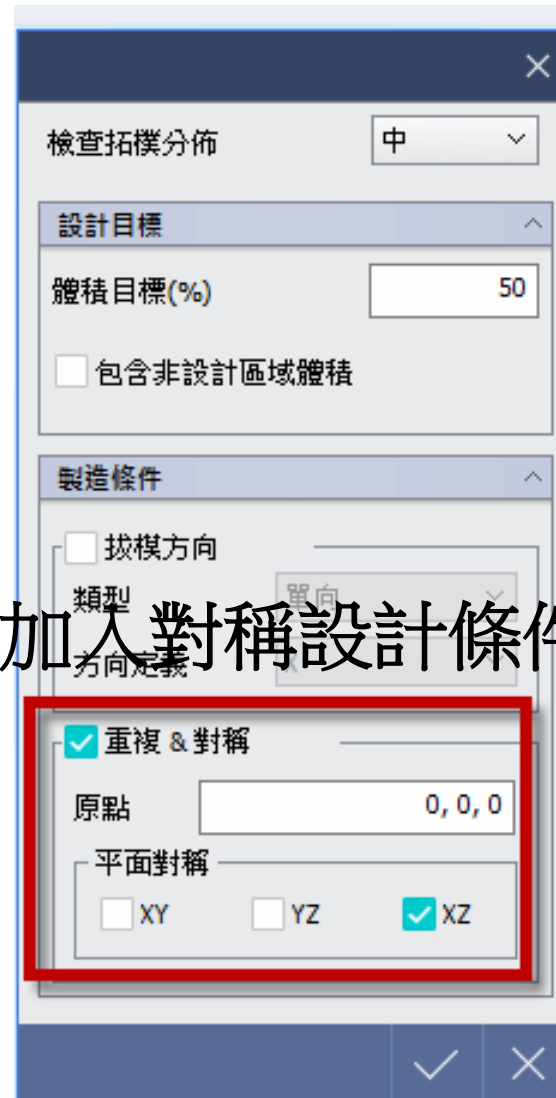 檢查拓樸分佈 中
設計目標
體積目標(%) 50
包含非設計區域體積
製造條件
拔模方向
類型 單向
加入對稱設計條件
方向定義
重複 & 對稱
原點 0, 0, 0
平面對稱
XY YZ XZ